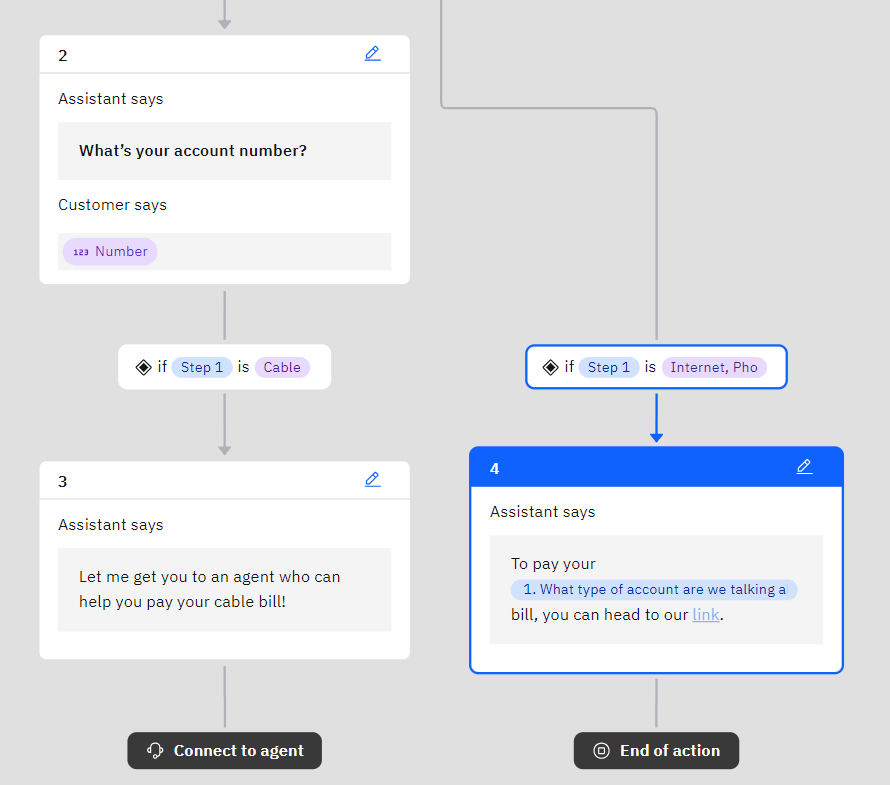 2
Assistant says
What's your account number?
Customer says
123 Number
if Step 1 is Cable
if Step 1 is Internet, Pho
3
Assistant says
Let me get you to an agent who can
help you pay your cable bill!
Connect to agent
4
Assistant says
To pay your
1. What type of account are we talking a
bill, you can head to our link.
End of action